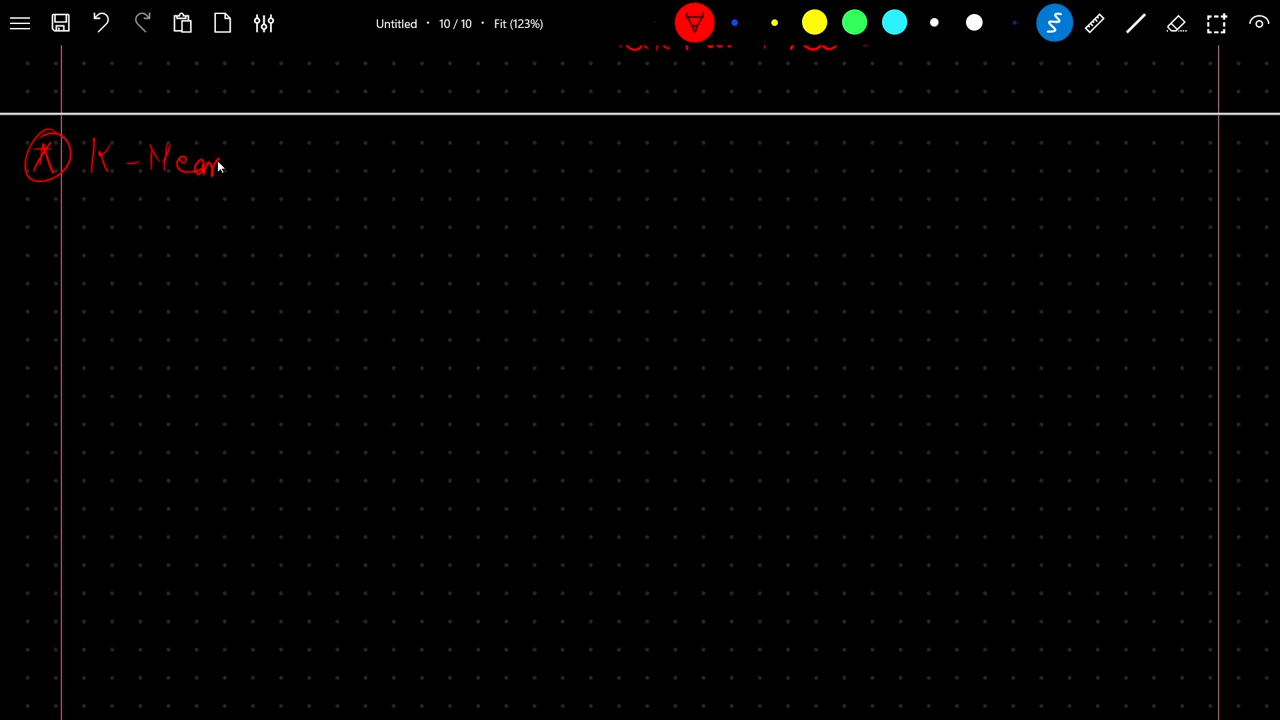 Untitled • 10 / 10 • Fit (123%)
K - Mean